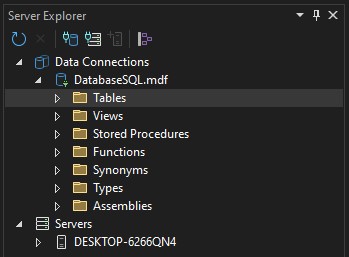 Server Explorer
Data Connections
DatabaseSQL.mdf
Tables
Views
Stored Procedures
Functions
Synonyms
Types
Assemblies
Servers
DESKTOP-6266QN4